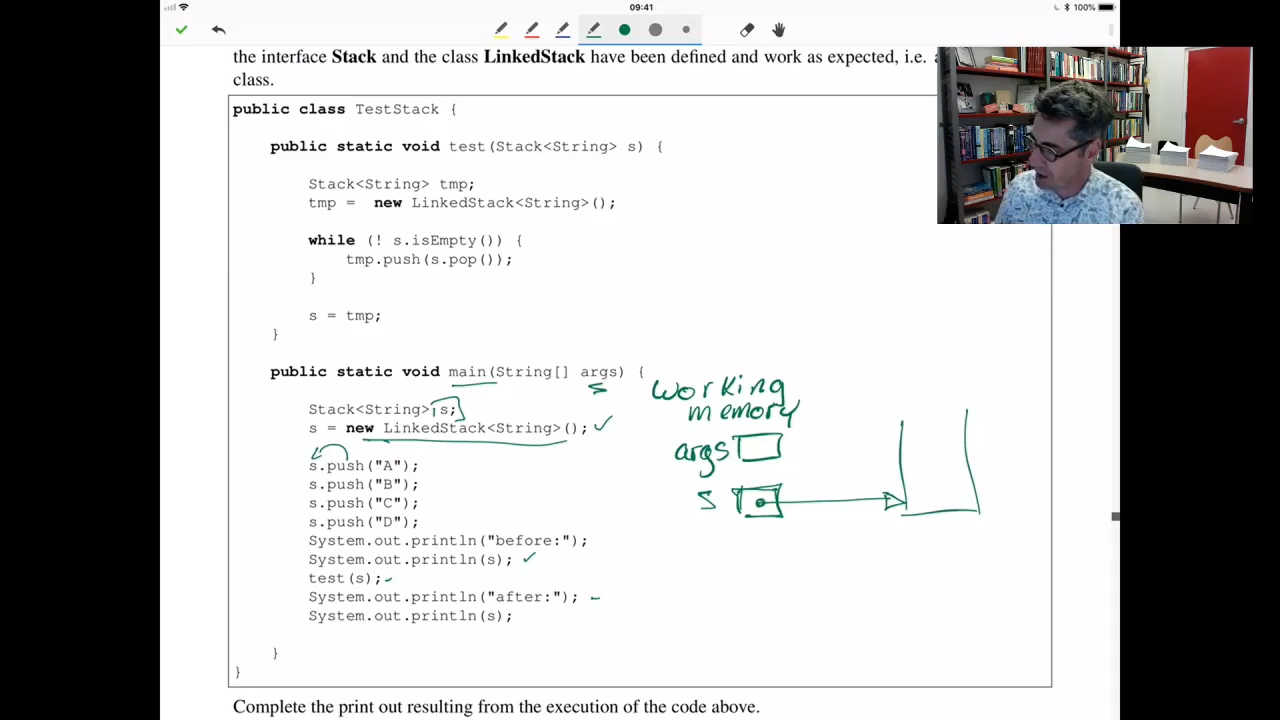 09:41
100%
the interface Stack and the class LinkedStack have been defined and work as expected, i.e.
class.
public class TestStack {
public static void test(Stack<String> s) {
Stack<String> tmp;
tmp = new LinkedStack<String>();
while (! s.isEmpty()) {
tmp.push(s.pop());
}
s = tmp;
}
public static void main(String[] args) {
s
working
memory
Stack<String> s;
s = new LinkedStack<String>();
args
s.push("A");
s.push("B");
s
s.push("C");
s.push("D");
System.out.println("before:");
System.out.println(s);
test(s);
System.out.println("after:");
System.out.println(s);
}
}
Complete the print out resulting from the execution of the code above.